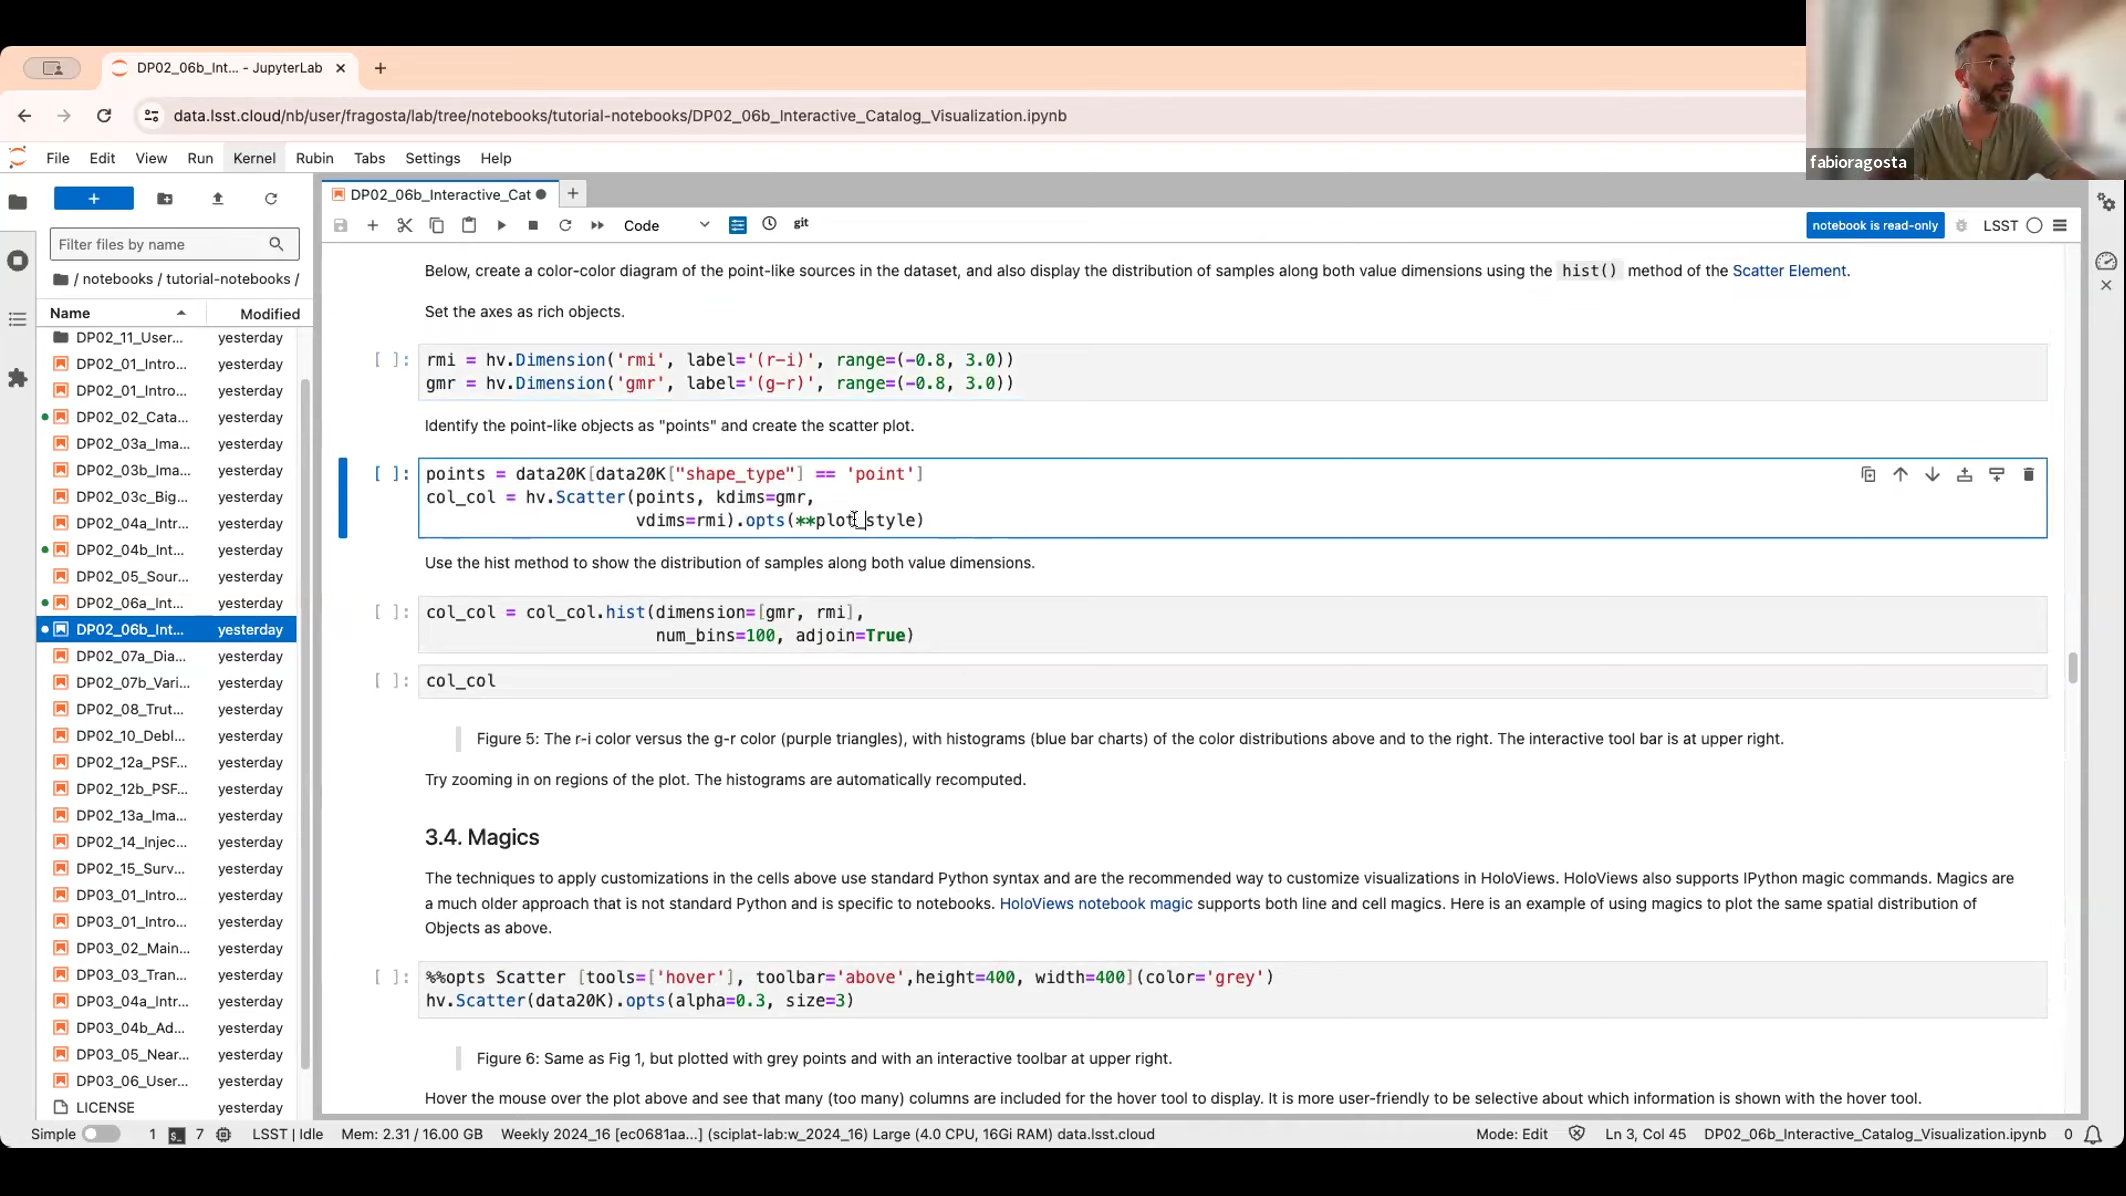 DP02_06b_Int... - JupyterLab
data.lsst.cloud/nb/user/fragosta/lab/tree/notebooks/tutorial-notebooks/DP02_06b_Interactive_Catalog_Visualization.ipynb
fabioragosta
File Edit View Run Kernel Rubin Tabs Settings Help
DP02_06b_Interactive_Cat
Code
git
notebook is read-only
LSST
Filter files by name
/ notebooks / tutorial-notebooks /
Name Modified
DP02_11_User... yesterday
DP02_01_Intro... yesterday
DP02_01_Intro... yesterday
DP02_02_Cata... yesterday
DP02_03a_Ima... yesterday
DP02_03b_Ima... yesterday
DP02_03c_Big... yesterday
DP02_04a_Intr... yesterday
DP02_04b_Int... yesterday
DP02_05_Sour... yesterday
DP02_06a_Int... yesterday
DP02_06b_Int... yesterday
DP02_07a_Dia... yesterday
DP02_07b_Vari... yesterday
DP02_08_Trut... yesterday
DP02_10_Debl... yesterday
DP02_12a_PSF... yesterday
DP02_12b_PSF... yesterday
DP02_13a_Ima... yesterday
DP02_14_Injec... yesterday
DP02_15_Surv... yesterday
DP03_01_Intro... yesterday
DP03_01_Intro... yesterday
DP03_02_Main... yesterday
DP03_03_Tran... yesterday
DP03_04a_Intr... yesterday
DP03_04b_Ad... yesterday
DP03_05_Near... yesterday
DP03_06_User... yesterday
LICENSE yesterday
Below, create a color-color diagram of the point-like sources in the dataset, and also display the distribution of samples along both value dimensions using the hist() method of the Scatter Element.
Set the axes as rich objects.
[ ]: rmi = hv.Dimension('rmi', label='(r-i)', range=(-0.8, 3.0))
gmr = hv.Dimension('gmr', label='(g-r)', range=(-0.8, 3.0))
Identify the point-like objects as "points" and create the scatter plot.
[ ]: points = data20K[data20K["shape_type"] == 'point']
col_col = hv.Scatter(points, kdims=gmr,
vdims=rmi).opts(**plot_style)
Use the hist method to show the distribution of samples along both value dimensions.
[ ]: col_col = col_col.hist(dimension=[gmr, rmi],
num_bins=100, adjoin=True)
[ ]: col_col
Figure 5: The r-i color versus the g-r color (purple triangles), with histograms (blue bar charts) of the color distributions above and to the right. The interactive tool bar is at upper right.
Try zooming in on regions of the plot. The histograms are automatically recomputed.
3.4. Magics
The techniques to apply customizations in the cells above use standard Python syntax and are the recommended way to customize visualizations in HoloViews. HoloViews also supports IPython magic commands. Magics are
a much older approach that is not standard Python and is specific to notebooks. HoloViews notebook magic supports both line and cell magics. Here is an example of using magics to plot the same spatial distribution of
Objects as above.
[ ]: %%opts Scatter [tools=['hover'], toolbar='above',height=400, width=400](color='grey')
hv.Scatter(data20K).opts(alpha=0.3, size=3)
Figure 6: Same as Fig 1, but plotted with grey points and with an interactive toolbar at upper right.
Hover the mouse over the plot above and see that many (too many) columns are included for the hover tool to display. It is more user-friendly to be selective about which information is shown with the hover tool.
Simple 1 7 LSST | Idle Mem: 2.31 / 16.00 GB Weekly 2024_16 [ec0681aa...] (sciplat-lab:w_2024_16) Large (4.0 CPU, 16Gi RAM) data.lsst.cloud Mode: Edit Ln 3, Col 45 DP02_06b_Interactive_Catalog_Visualization.ipynb 0